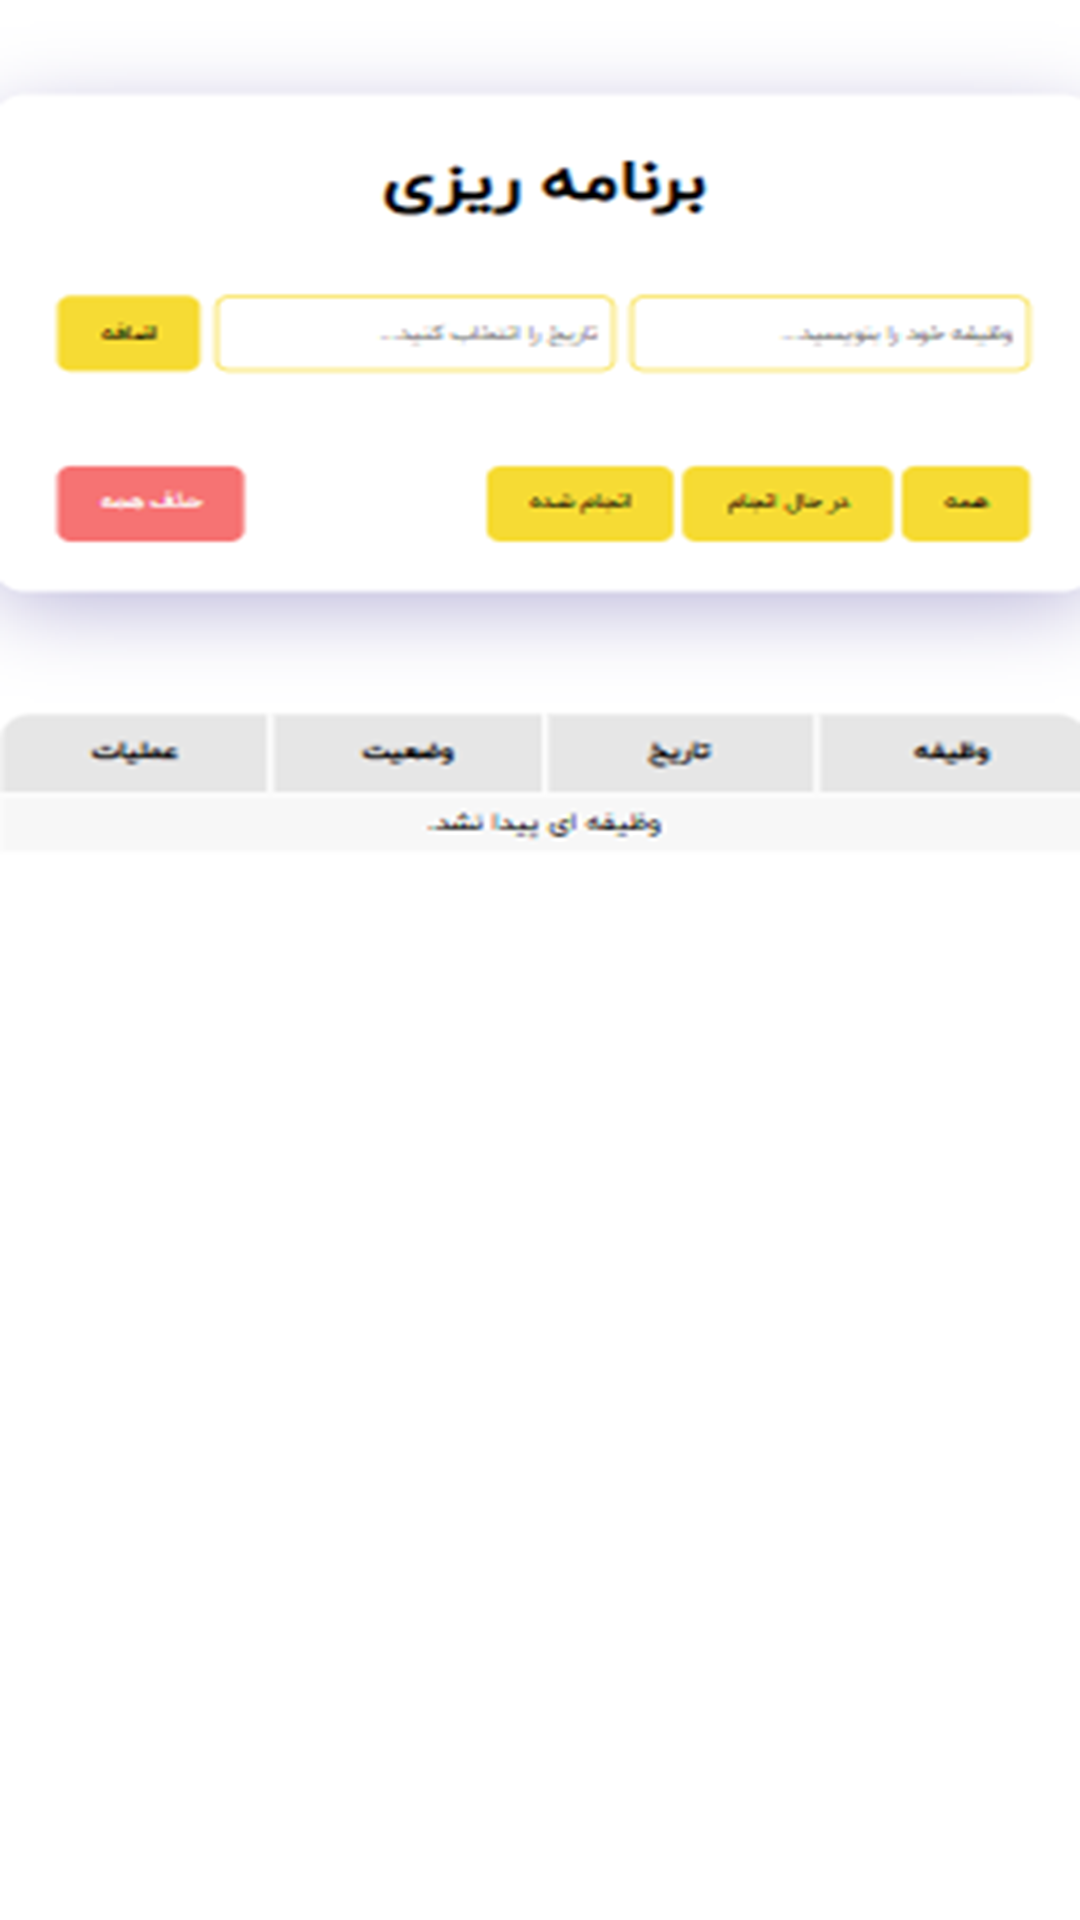 برنامه ریزی
وظیفه خود را بنویسید... تاریخ را انتخاب کنید... اضافه
همه در حال انجام انجام شده حذف همه
وظیفه تاریخ وضعیت عملیات
وظیفه ای پیدا نشد.